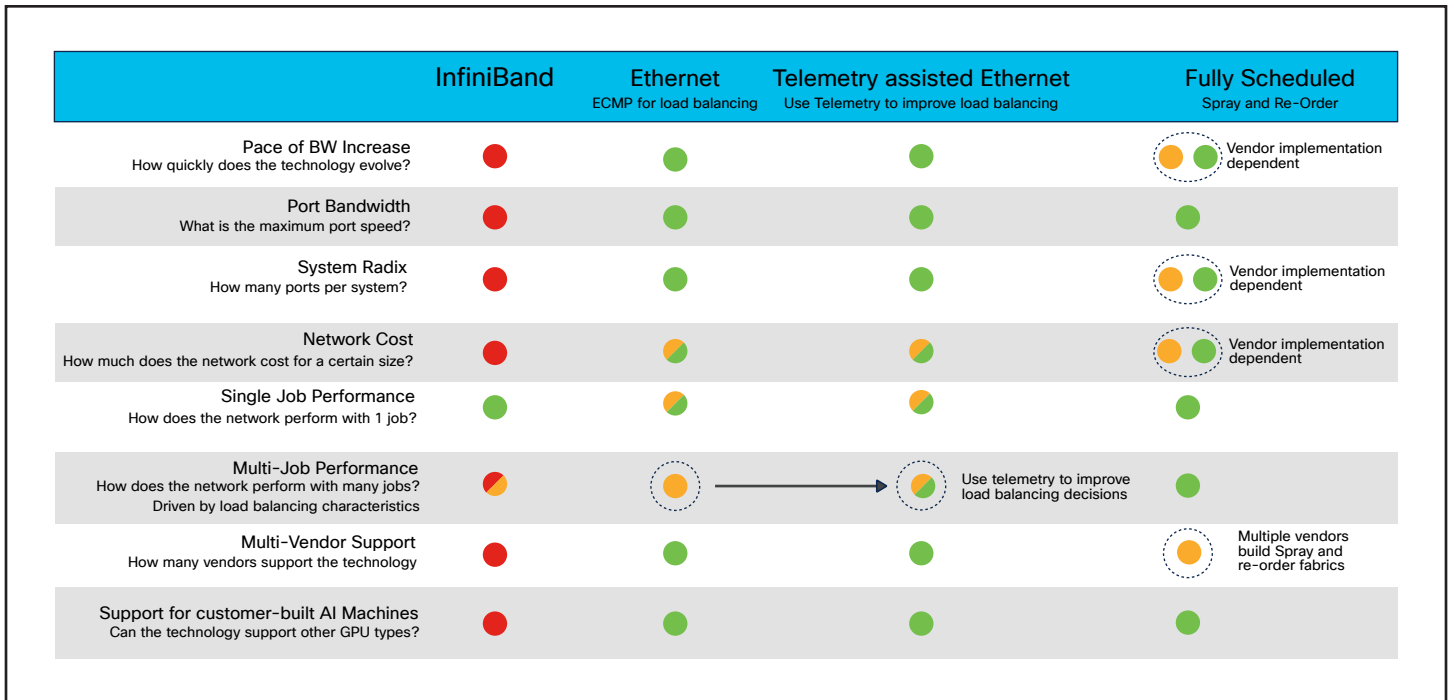 InfiniBand
Ethernet
ECMP for load balancing
Telemetry assisted Ethernet
Use Telemetry to improve load balancing
Fully Scheduled
Spray and Re-Order
Pace of BW Increase
How quickly does the technology evolve?
Vendor implementation
dependent
Port Bandwidth
What is the maximum port speed?
System Radix
How many ports per system?
Vendor implementation
dependent
Network Cost
How much does the network cost for a certain size?
Vendor implementation
dependent
Single Job Performance
How does the network perform with 1 job?
Multi-Job Performance
How does the network perform with many jobs?
Driven by load balancing characteristics
Use telemetry to improve
load balancing decisions
Multi-Vendor Support
How many vendors support the technology
Multiple vendors
build Spray and
re-order fabrics
Support for customer-built AI Machines
Can the technology support other GPU types?